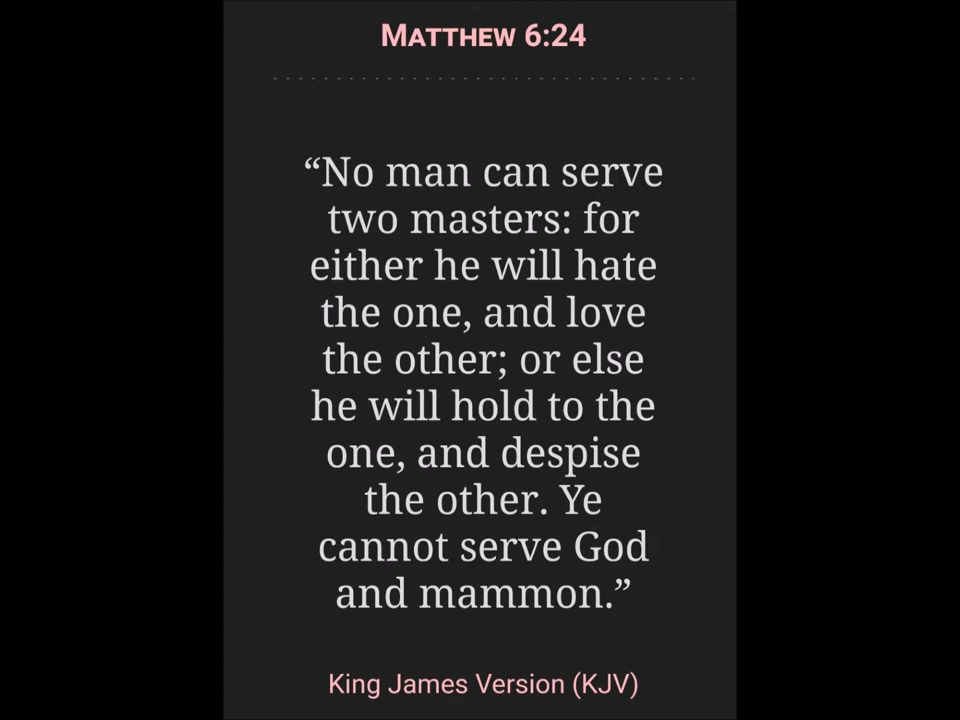 MATTHEW 6:24
“No man can serve
two masters: for
either he will hate
the one, and love
the other; or else
he will hold to the
one, and despise
the other. Ye
cannot serve God
and mammon.”
King James Version (KJV)